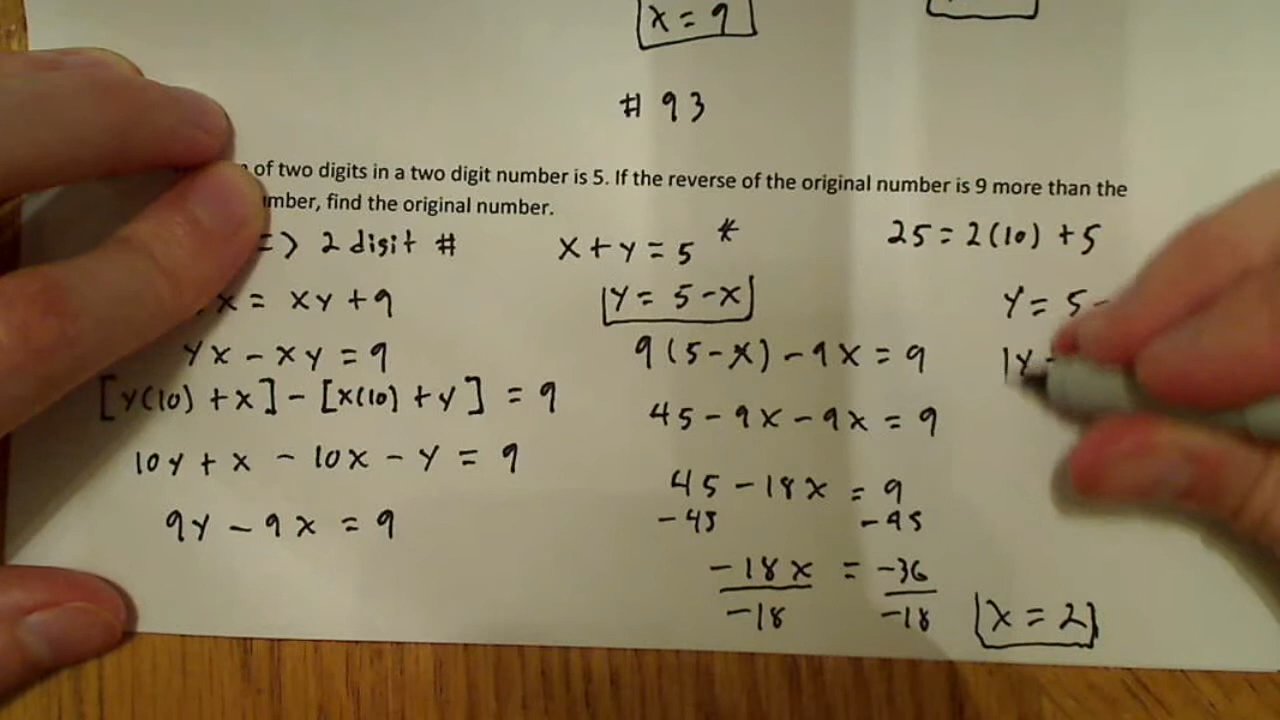 x = 9
# 93
of two digits in a two digit number is 5. If the reverse of the original number is 9 more than the
mber, find the original number.
=> 2 digit #
x = xy + 9
yx - xy = 9
[y(10) + x] - [x(10) + y] = 9
10y + x - 10x - y = 9
9y - 9x = 9
x + y = 5 *
y = 5 - x
9(5 - x) - 9x = 9
45 - 9x - 9x = 9
45 - 18x = 9
-45 -45
-18x = -36
-18 -18
x = 2
25 = 2(10) + 5
y = 5 -
y =